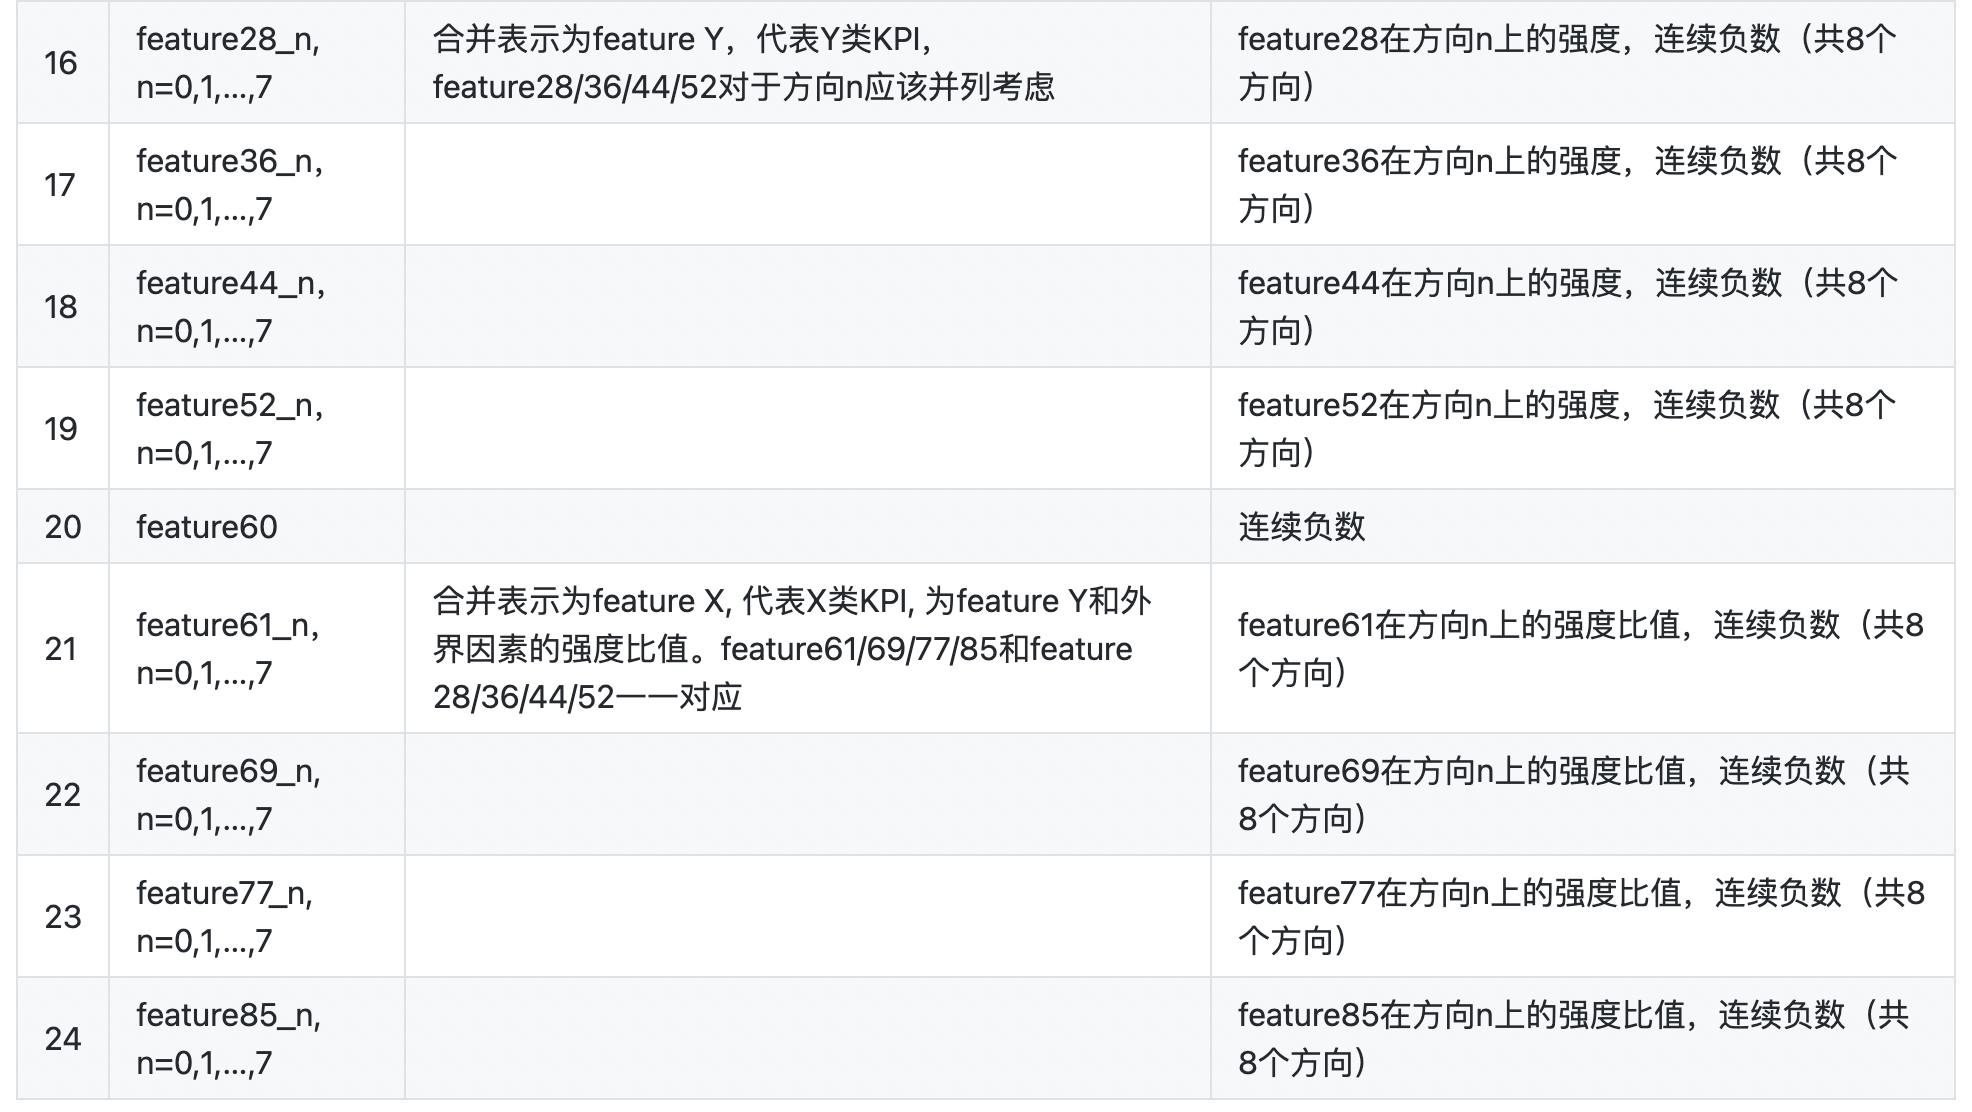 16
feature28_n,
n=0,1,...,7
合并表示为feature Y，代表Y类KPI，
feature28/36/44/52对于方向n应该并列考虑
feature28在方向n上的强度，连续负数（共8个
方向）
17
feature36_n,
n=0,1,...,7
feature36在方向n上的强度，连续负数（共8个
方向）
18
feature44_n,
n=0,1,...,7
feature44在方向n上的强度，连续负数（共8个
方向）
19
feature52_n,
n=0,1,...,7
feature52在方向n上的强度，连续负数（共8个
方向）
20
feature60
连续负数
21
feature61_n,
n=0,1,...,7
合并表示为feature X, 代表X类KPI, 为feature Y和外
界因素的强度比值。feature61/69/77/85和feature
28/36/44/52一一对应
feature61在方向n上的强度比值，连续负数（共8
个方向）
22
feature69_n,
n=0,1,...,7
feature69在方向n上的强度比值，连续负数（共
8个方向）
23
feature77_n,
n=0,1,...,7
feature77在方向n上的强度比值，连续负数（共8
个方向）
24
feature85_n,
n=0,1,...,7
feature85在方向n上的强度比值，连续负数（共
8个方向）